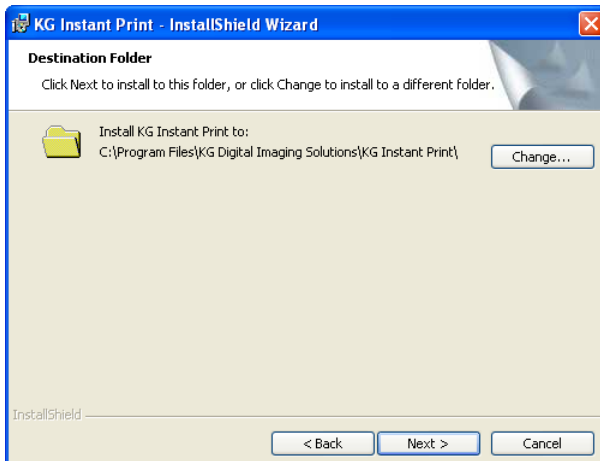 KG Instant Print - InstallShield Wizard
Destination Folder
Click Next to install to this folder, or click Change to install to a different folder.
Install KG Instant Print to:
C:\Program Files\KG Digital Imaging Solutions\KG Instant Print\
Change...
InstallShield
< Back
Next >
Cancel